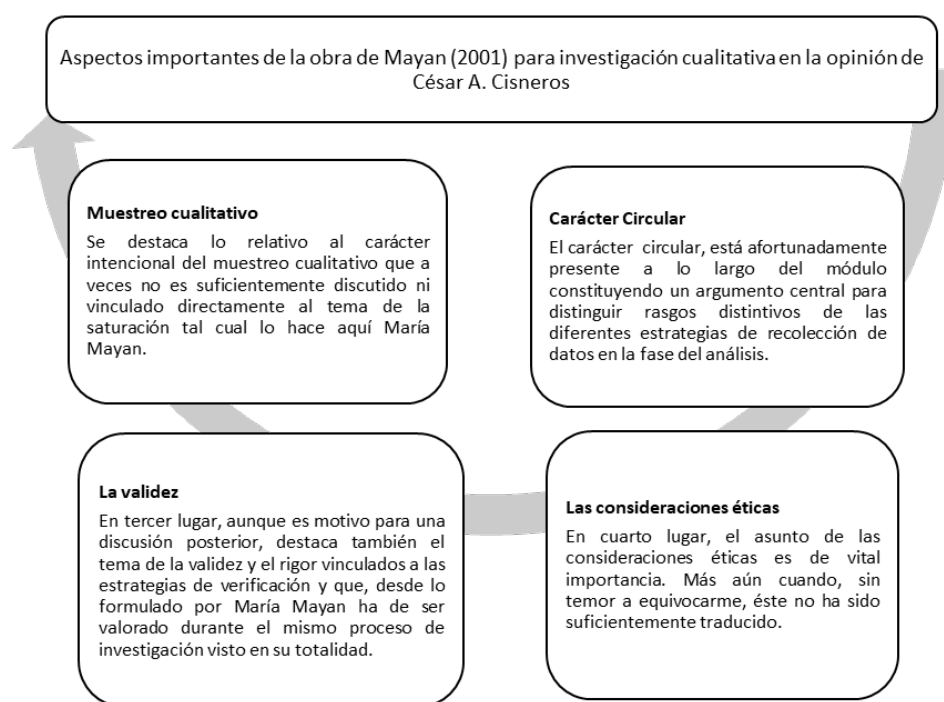 Aspectos importantes de la obra de Mayan (2001) para investigación cualitativa en la opinión de
César A. Cisneros
Muestreo cualitativo
Se destaca lo relativo al carácter
intencional del muestreo cualitativo que a
veces no es suficientemente discutido ni
vinculado directamente al tema de la
saturación tal cual lo hace aquí María
Mayan.
Carácter Circular
El carácter circular, está afortunadamente
presente a lo largo del módulo
constituyendo un argumento central para
distinguir rasgos distintivos de las
diferentes estrategias de recolección de
datos en la fase del análisis.
La validez
En tercer lugar, aunque es motivo para una
discusión posterior, destaca también el
tema de la validez y el rigor vinculados a las
estrategias de verificación y que, desde lo
formulado por María Mayan ha de ser
valorado durante el mismo proceso de
investigación visto en su totalidad.
Las consideraciones éticas
En cuarto lugar, el asunto de las
consideraciones éticas es de vital
importancia. Más aún cuando, sin
temor a equivocarme, éste no ha sido
suficientemente traducido.